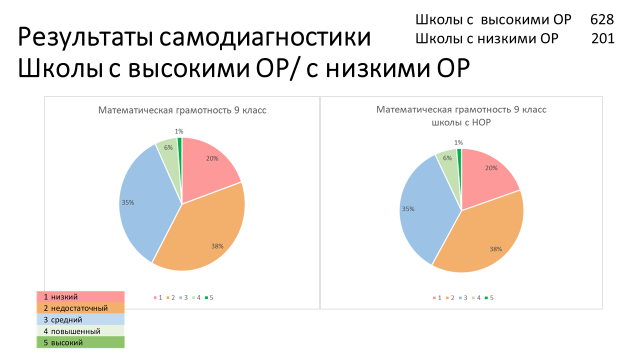 Школы с высокими ОР 628
Школы с низкими ОР 201
Результаты самодиагностики
Школы с высокими ОР/ с низкими ОР
Математическая грамотность 9 класс
1%
6%
20%
35%
38%
1 2 3 4 5
Математическая грамотность 9 класс
школы с НОР
1%
6%
20%
35%
38%
1 2 3 4 5
1 низкий
2 недостаточный
3 средний
4 повышенный
5 высокий